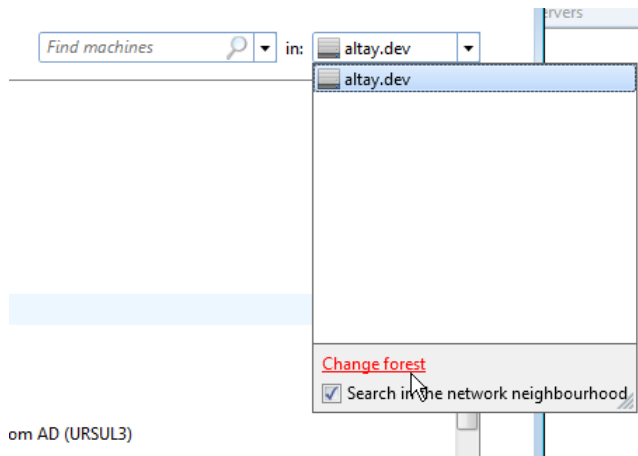 ervers
Find machines in: altay.dev
altay.dev
Change forest
Search in the network neighbourhood
om AD (URSUL3)